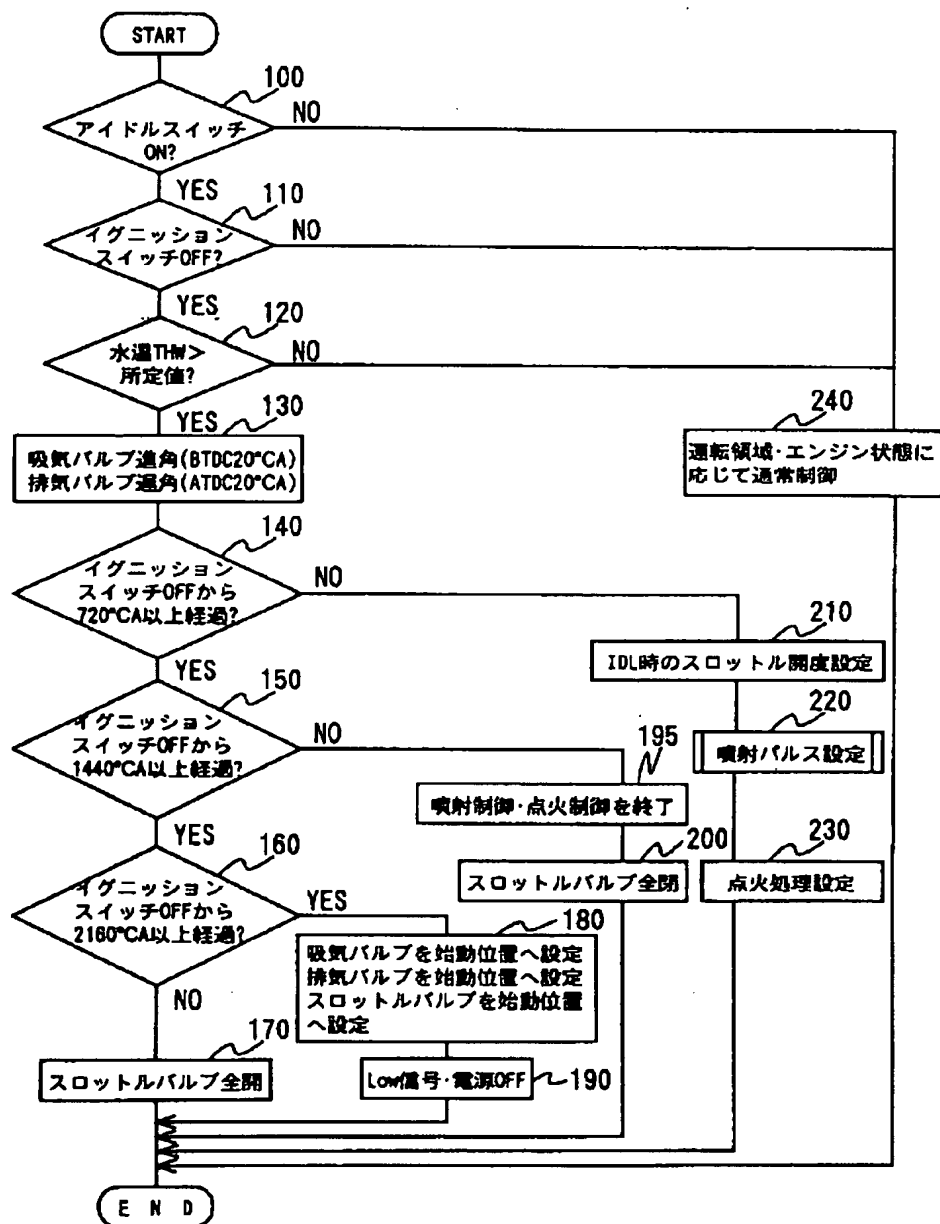 START
100
アイドルスイッチ
ON?
NO
YES
110
イグニッション
スイッチOFF?
NO
YES
120
水温THW>
所定値?
NO
YES
130
吸気バルブ進角(BTDC20°CA)
排気バルブ遅角(ATDC20°CA)
240
運転領域・エンジン状態に
応じて通常制御
140
イグニッション
スイッチOFFから
720°CA以上経過?
NO
YES
210
IDL時のスロットル開度設定
150
イグニッション
スイッチOFFから
1440°CA以上経過?
NO
YES
220
噴射パルス設定
195
噴射制御・点火制御を終了
200
スロットルバルブ全閉
230
点火処理設定
160
イグニッション
スイッチOFFから
2160°CA以上経過?
YES
NO
180
吸気バルブを始動位置へ設定
排気バルブを始動位置へ設定
スロットルバルブを始動位置
へ設定
170
スロットルバルブ全開
Low信号・電源OFF
190
E N D